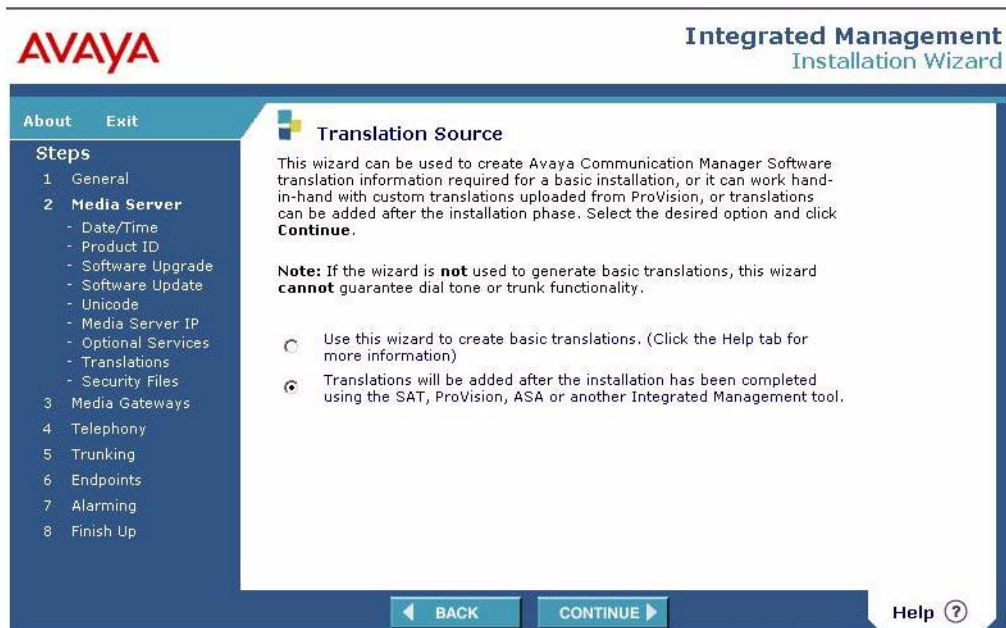 AVAYA
Integrated Management
Installation Wizard
About Exit
Steps
1 General
2 Media Server
- Date/Time
- Product ID
- Software Upgrade
- Software Update
- Unicode
- Media Server IP
- Optional Services
- Translations
- Security Files
3 Media Gateways
4 Telephony
5 Trunking
6 Endpoints
7 Alarming
8 Finish Up
Translation Source
This wizard can be used to create Avaya Communication Manager Software
translation information required for a basic installation, or it can work hand-
in-hand with custom translations uploaded from ProVision, or translations
can be added after the installation phase. Select the desired option and click
Continue.
Note: If the wizard is not used to generate basic translations, this wizard
cannot guarantee dial tone or trunk functionality.
Use this wizard to create basic translations. (Click the Help tab for
more information)
Translations will be added after the installation has been completed
using the SAT, ProVision, ASA or another Integrated Management tool.
BACK
CONTINUE
Help ?